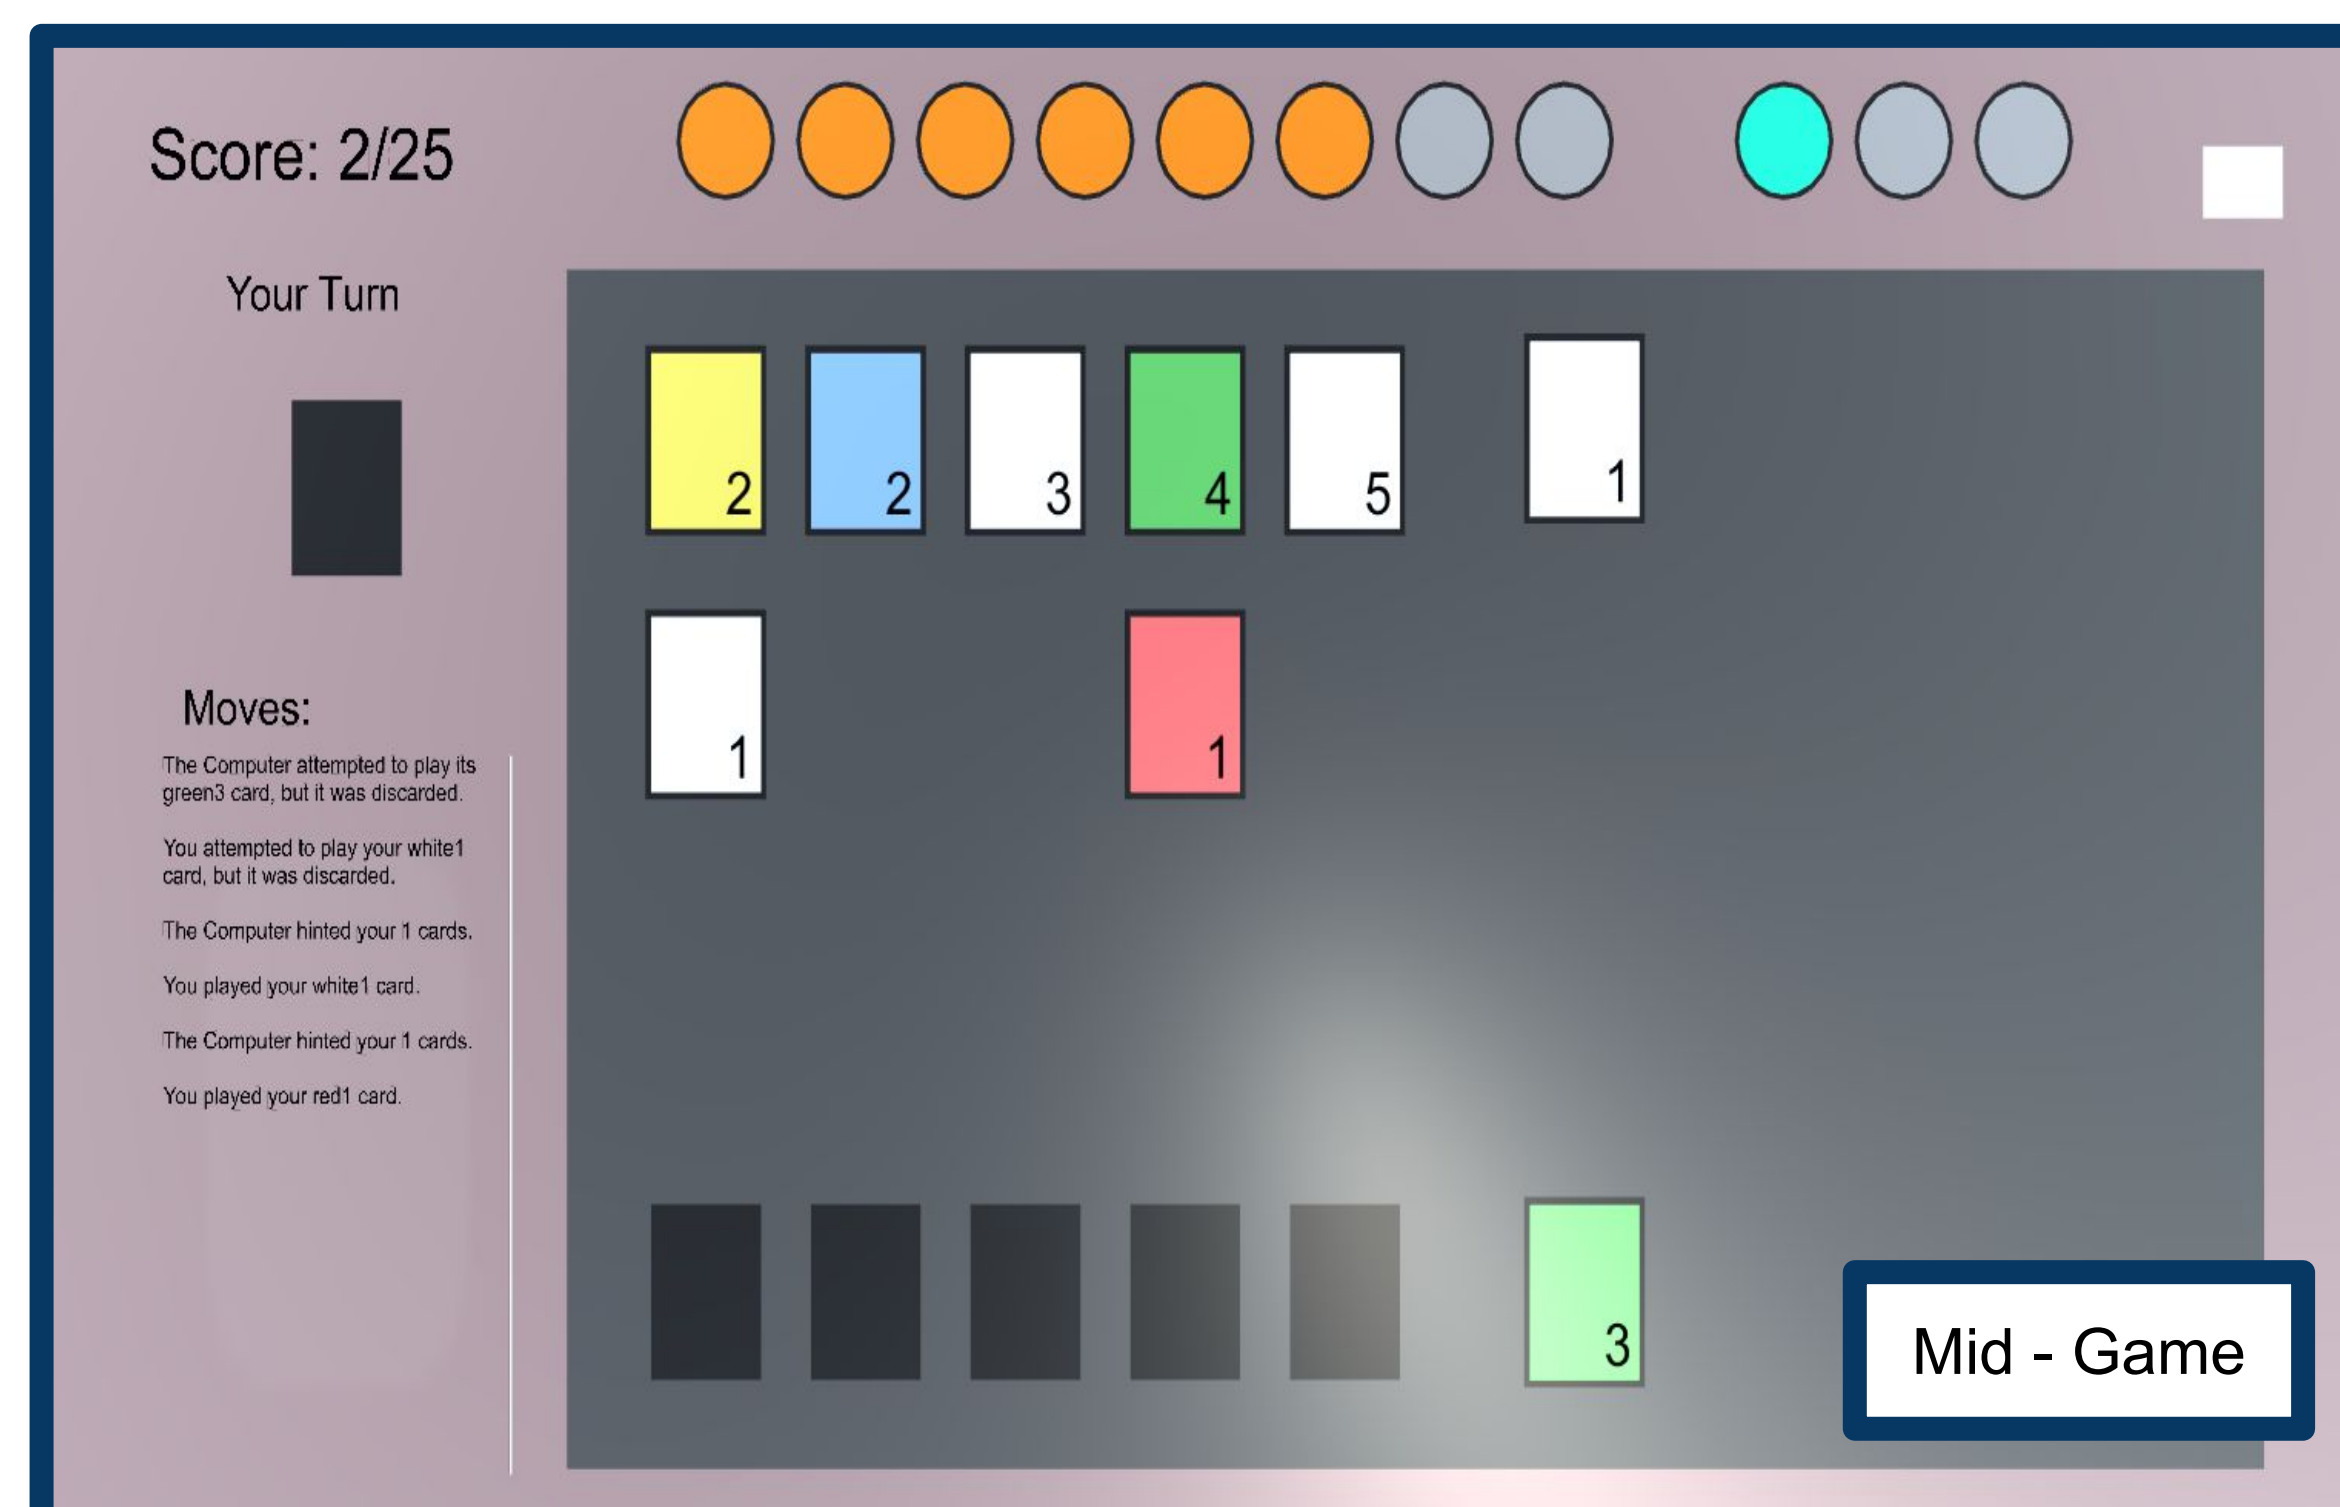 Score: 2/25
Your Turn
2 2 3 4 5 1
1 1
Moves:
The Computer attempted to play its
green3 card, but it was discarded.
You attempted to play your white1
card, but it was discarded.
The Computer hinted your 1 cards.
You played your white1 card.
The Computer hinted your 1 cards.
You played your red1 card.
3
Mid - Game